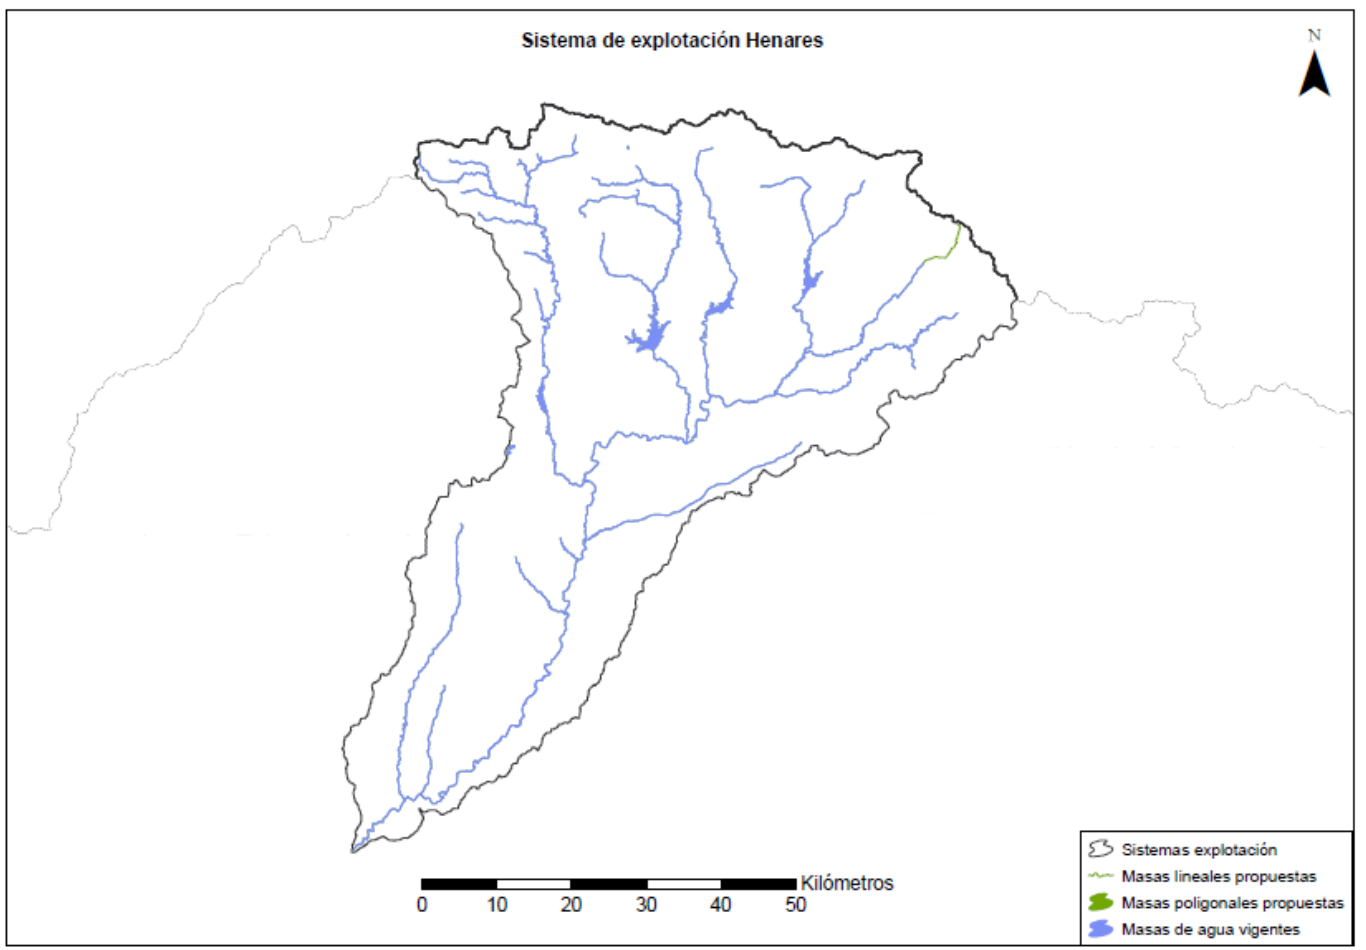 Sistema de explotación Henares
N
Kilómetros
0 10 20 30 40 50
Sistemas explotación
Masas lineales propuestas
Masas poligonales propuestas
Masas de agua vigentes